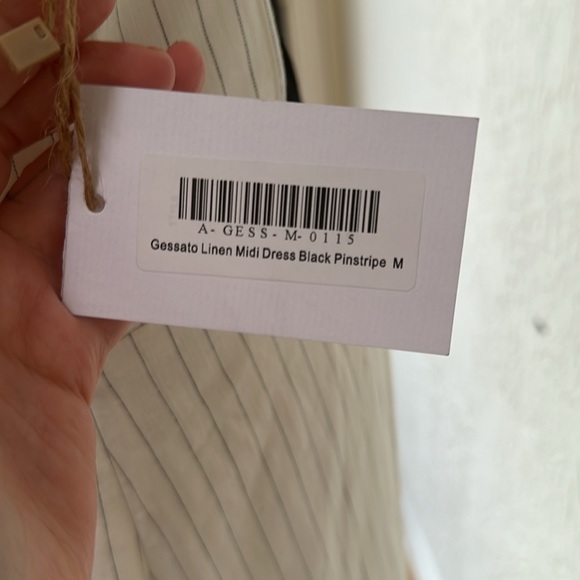 A-GESS-M-0115
Gessato Linen Midi Dress Black Pinstripe M